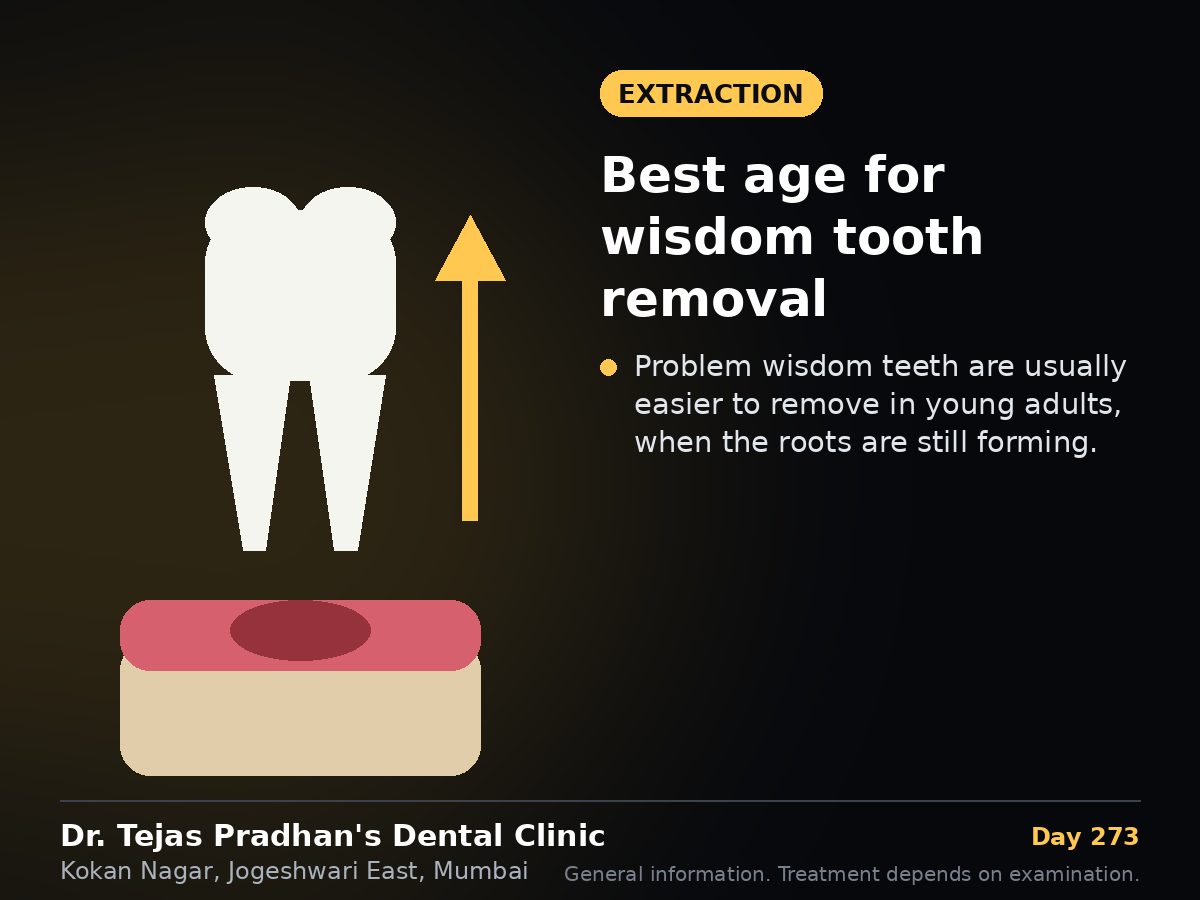 EXTRACTION
Best age for
wisdom tooth
removal
Problem wisdom teeth are usually
easier to remove in young adults,
when the roots are still forming.
Dr. Tejas Pradhan's Dental Clinic
Day 273
Kokan Nagar, Jogeshwari East, Mumbai
General information. Treatment depends on examination.